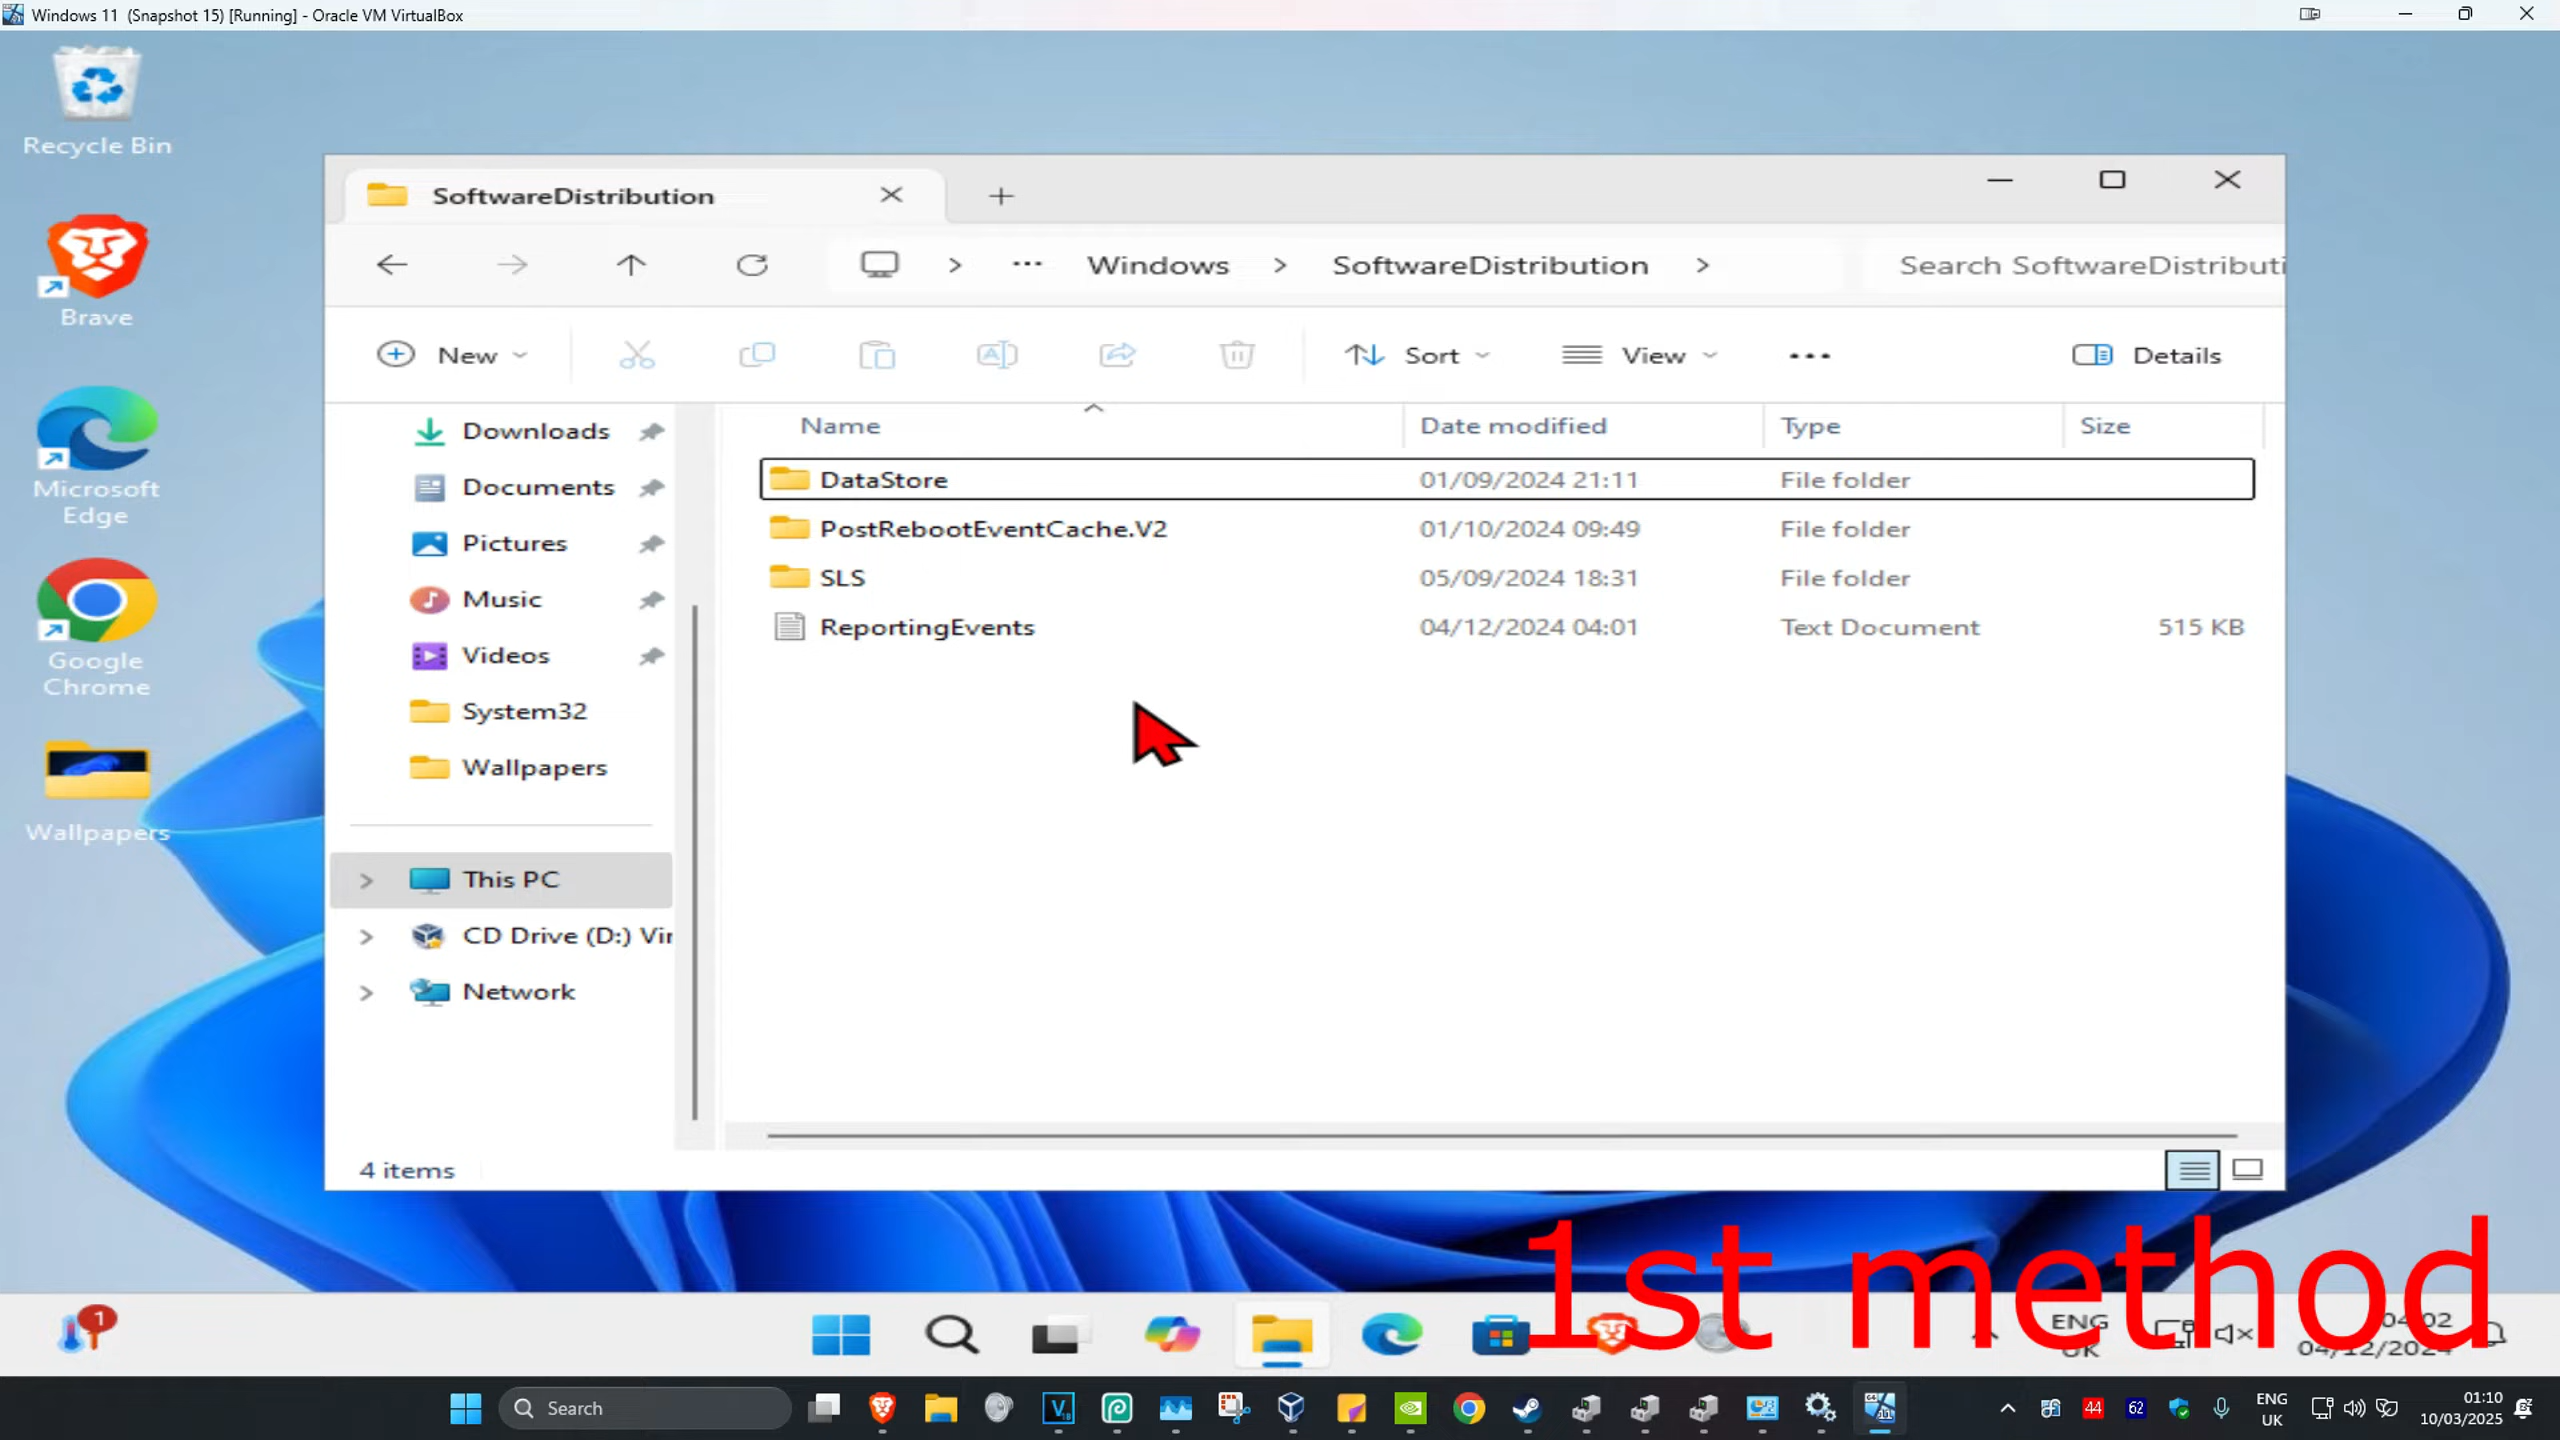 Windows 11 (Snapshot 15) [Running] - Oracle VM VirtualBox
Recycle Bin
Brave
Microsoft
Edge
Google
Chrome
Wallpapers
SoftwareDistribution
Windows > SoftwareDistribution >
Search SoftwareDistributi
New
Sort
View
Details
Downloads
Documents
Pictures
Music
Videos
System32
Wallpapers
This PC
CD Drive (D:) Vir
Network
Name Date modified Type Size
DataStore 01/09/2024 21:11 File folder
PostRebootEventCache.V2 01/10/2024 09:49 File folder
SLS 05/09/2024 18:31 File folder
ReportingEvents 04/12/2024 04:01 Text Document 515 KB
4 items
1st method
1
ENG
UK
04:02
04/12/2024
Search
44
62
ENG
UK
01:10
10/03/2025